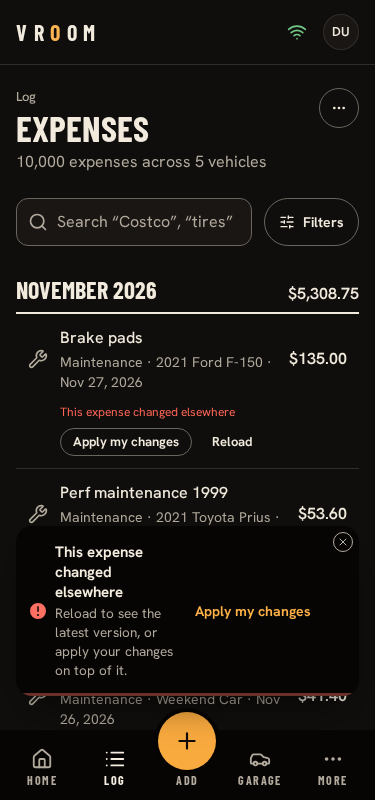 VROOM
DU
Log
EXPENSES
10,000 expenses across 5 vehicles
Search “Costco”, “tires”
Filters
NOVEMBER 2026
$5,308.75
Brake pads
Maintenance · 2021 Ford F-150 ·
Nov 27, 2026
$135.00
This expense changed elsewhere
Apply my changes
Reload
Perf maintenance 1999
Maintenance · 2021 Toyota Prius ·
$53.60
This expense
changed
elsewhere
Reload to see the
latest version, or
apply your changes
on top of it.
Apply my changes
Maintenance · Weekend Car · Nov
26, 2026
$41.40
HOME
LOG
ADD
GARAGE
MORE